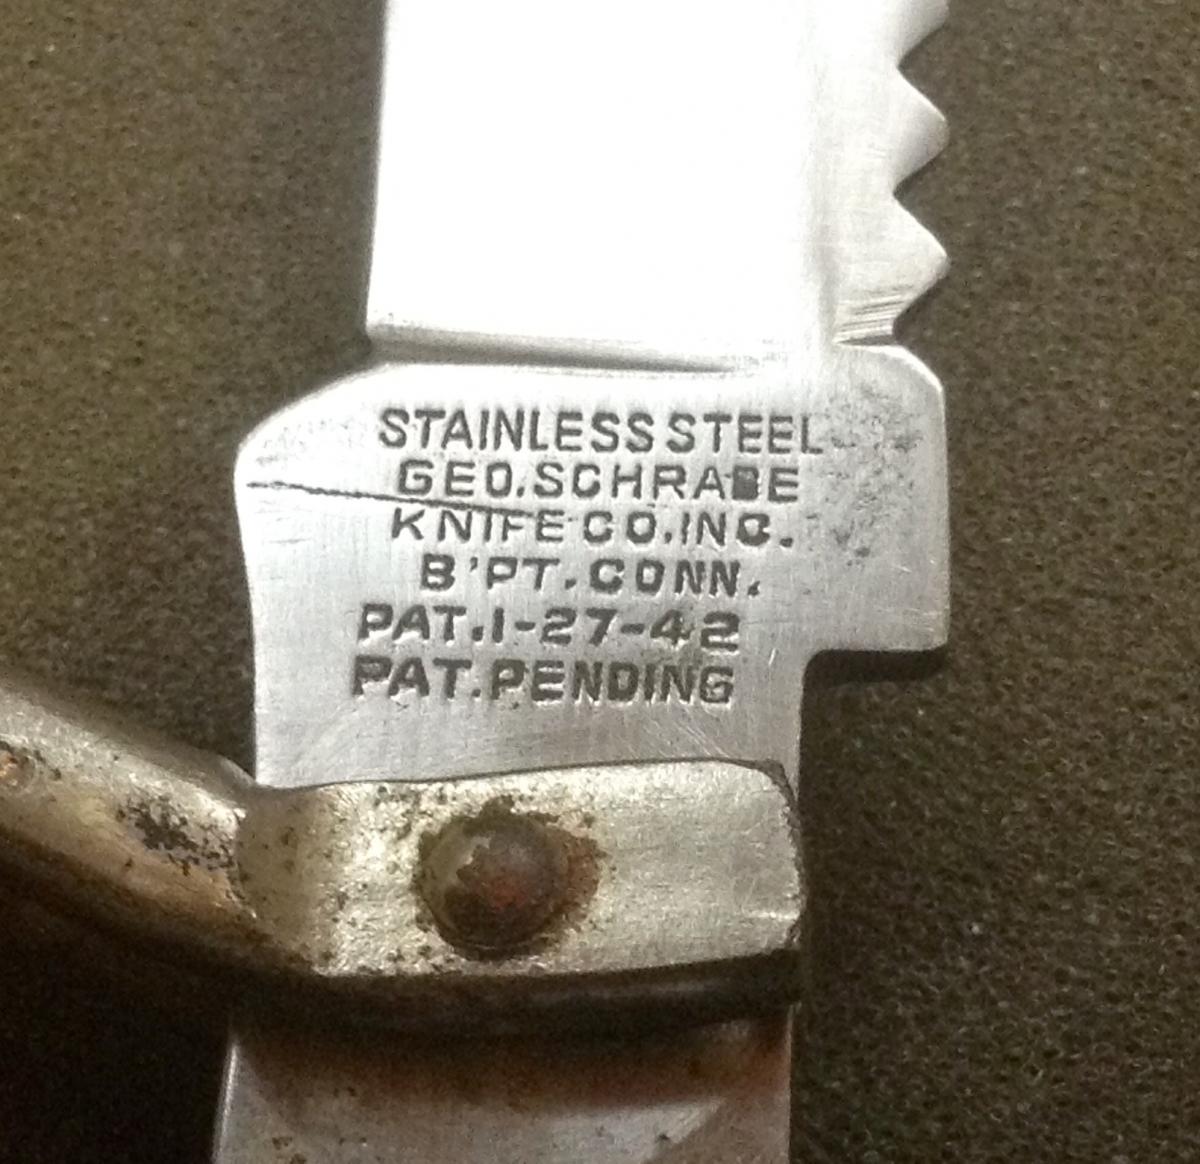 STAINLESS STEEL
GEO. SCHRADE
KNIFE CO. INC.
B'PT. CONN.
PAT. 1-27-42
PAT. PENDING